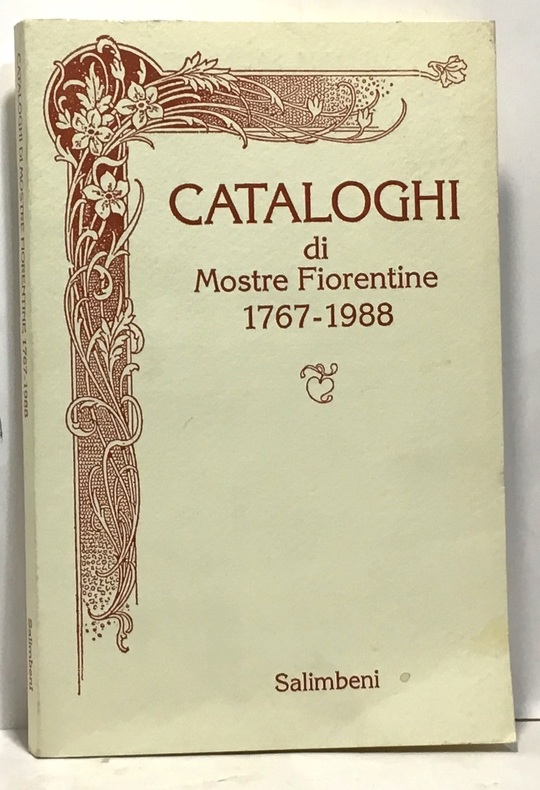 CATALOGHI
di
Mostre Fiorentine
1767-1988
Salimbeni
CATALOGHI DI MOSTRE FIORENTINE 1767-1988
Salimbeni